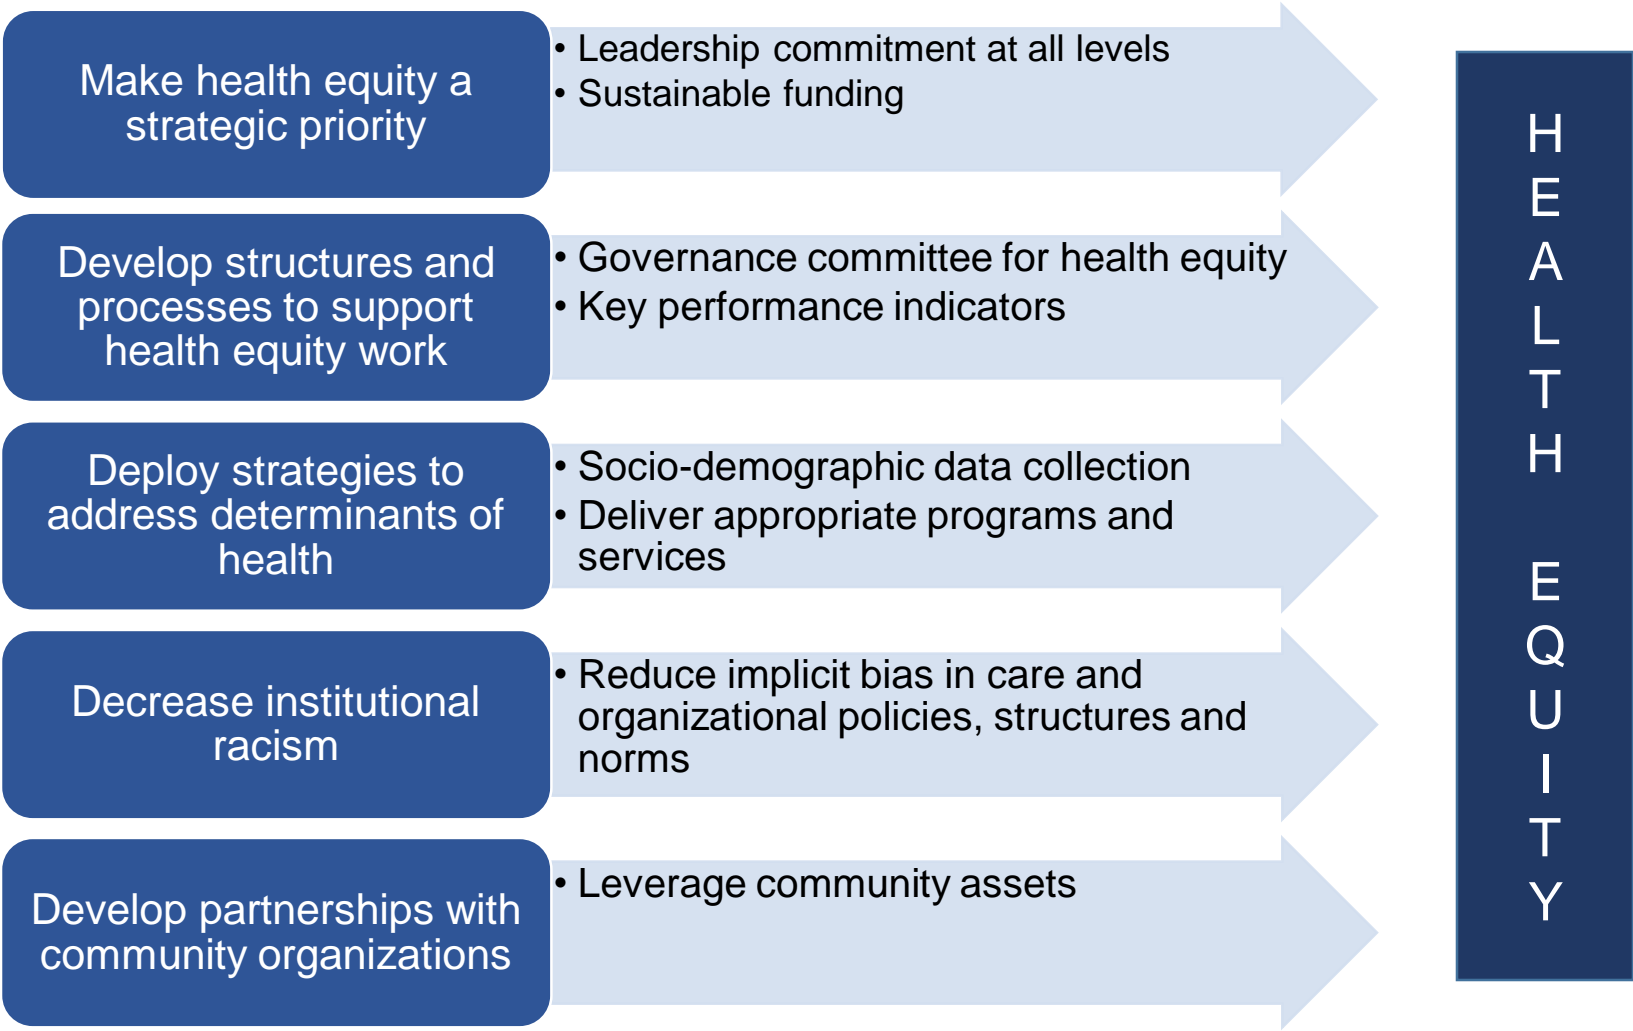 Make health equity a
strategic priority
• Leadership commitment at all levels
• Sustainable funding
Develop structures and
processes to support
health equity work
• Governance committee for health equity
• Key performance indicators
Deploy strategies to
address determinants of
health
• Socio-demographic data collection
• Deliver appropriate programs and
services
Decrease institutional
racism
• Reduce implicit bias in care and
organizational policies, structures and
norms
Develop partnerships with
community organizations
• Leverage community assets
H
E
A
L
T
H
E
Q
U
I
T
Y